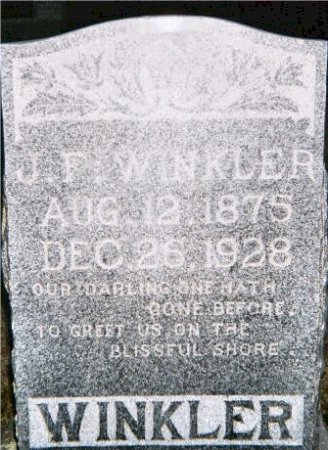 J. F. WINKLER
AUG. 12, 1875
DEC. 26, 1928
OUR DARLING ONE HATH
GONE BEFORE.
TO GREET US ON THE
BLISSFUL SHORE.
WINKLER